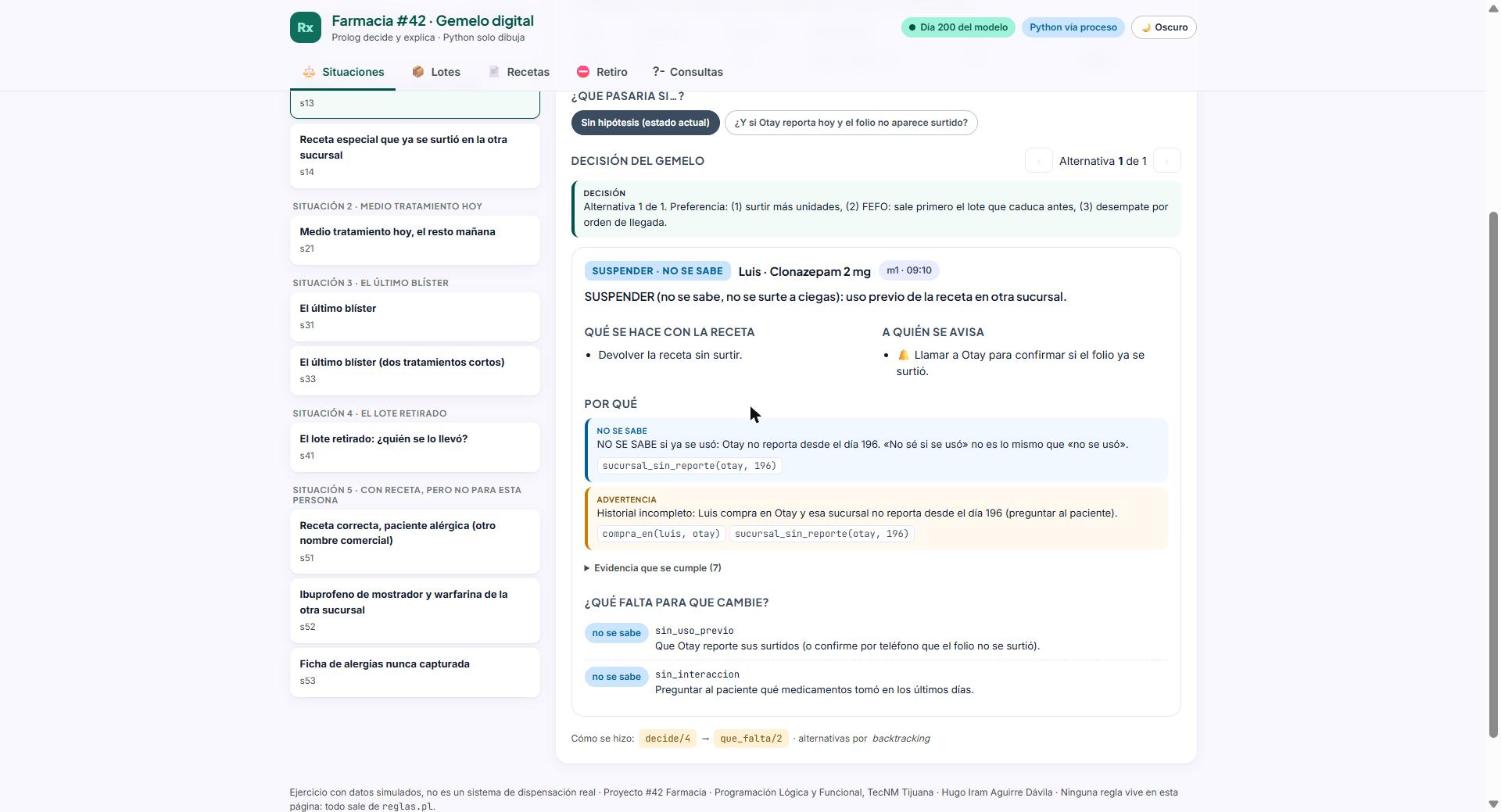 Rx
Farmacia #42 · Gemelo digital
Prolog decide y explica · Python solo dibuja
Día 200 del modelo
Python vía proceso
Oscuro
Situaciones
Lotes
Recetas
Retiro
?- Consultas
s13
Receta especial que ya se surtió en la otra
sucursal
s14
SITUACIÓN 2 · MEDIO TRATAMIENTO HOY
Medio tratamiento hoy, el resto mañana
s21
SITUACIÓN 3 · EL ÚLTIMO BLÍSTER
El último blíster
s31
El último blíster (dos tratamientos cortos)
s33
SITUACIÓN 4 · EL LOTE RETIRADO
El lote retirado: ¿quién se lo llevó?
s41
SITUACIÓN 5 · CON RECETA, PERO NO PARA ESTA
PERSONA
Receta correcta, paciente alérgica (otro
nombre comercial)
s51
Ibuprofeno de mostrador y warfarina de la
otra sucursal
s52
Ficha de alergias nunca capturada
s53
¿QUÉ PASARÍA SI…?
Sin hipótesis (estado actual)
¿Y si Otay reporta hoy y el folio no aparece surtido?
DECISIÓN DEL GEMELO
‹ Alternativa 1 de 1 ›
DECISIÓN
Alternativa 1 de 1. Preferencia: (1) surtir más unidades, (2) FEFO: sale primero el lote que caduca antes, (3) desempate por
orden de llegada.
SUSPENDER · NO SE SABE
Luis · Clonazepam 2 mg
m1 · 09:10
SUSPENDER (no se sabe, no se surte a ciegas): uso previo de la receta en otra sucursal.
QUÉ SE HACE CON LA RECETA
• Devolver la receta sin surtir.
A QUIÉN SE AVISA
• Llamar a Otay para confirmar si el folio ya se
surtió.
POR QUÉ
NO SE SABE
NO SE SABE si ya se usó: Otay no reporta desde el día 196. «No sé si se usó» no es lo mismo que «no se usó».
sucursal_sin_reporte(otay, 196)
ADVERTENCIA
Historial incompleto: Luis compra en Otay y esa sucursal no reporta desde el día 196 (preguntar al paciente).
compra_en(luis, otay) sucursal_sin_reporte(otay, 196)
▶ Evidencia que se cumple (7)
¿QUÉ FALTA PARA QUE CAMBIE?
no se sabe
sin_uso_previo
Que Otay reporte sus surtidos (o confirme por teléfono que el folio no se surtió).
no se sabe
sin_interaccion
Preguntar al paciente qué medicamentos tomó en los últimos días.
Cómo se hizo: decide/4 → que_falta/2 · alternativas por backtracking
Ejercicio con datos simulados, no es un sistema de dispensación real · Proyecto #42 Farmacia · Programación Lógica y Funcional, TecNM Tijuana · Hugo Iram Aguirre Dávila · Ninguna regla vive en esta
página: todo sale de reglas.pl.